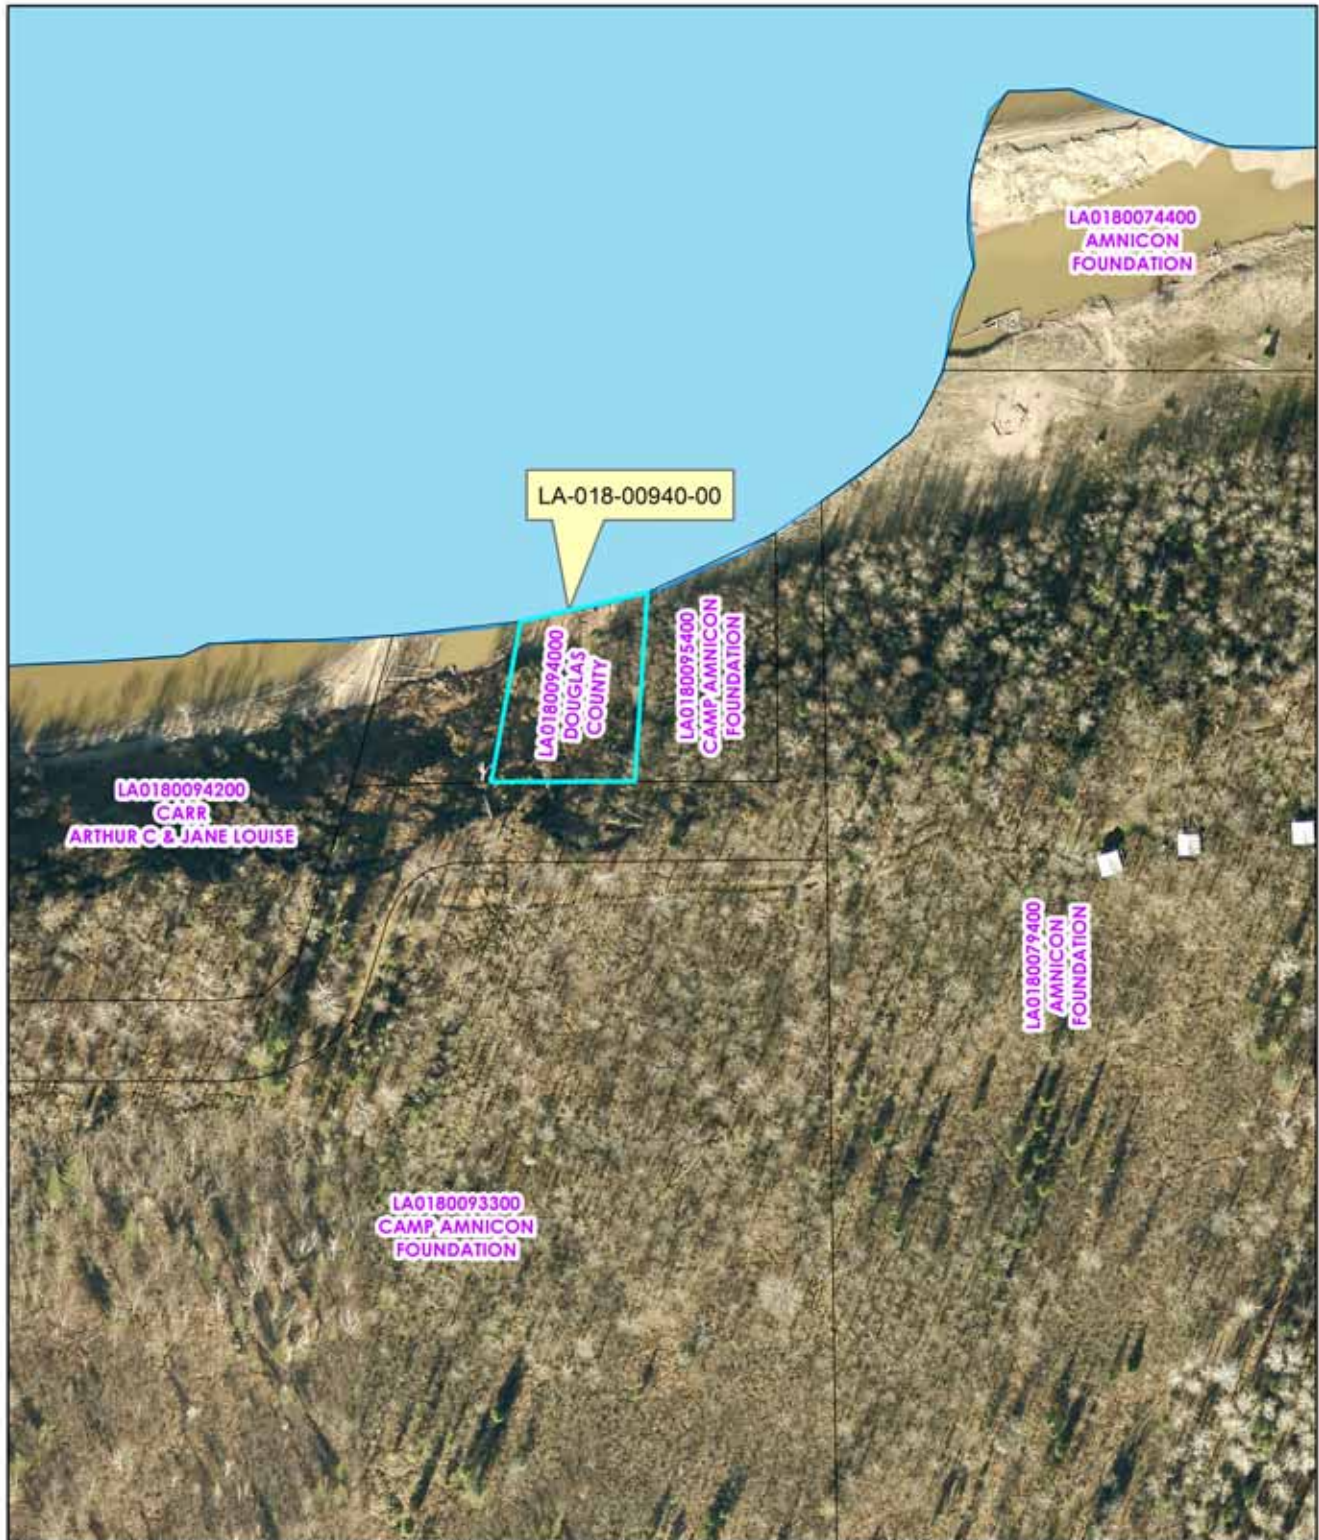 LA0180074400
AMNICON
FOUNDATION
LA-018-00940-00
LA0180094000
DOUGLAS
COUNTY
LA0180095400
CAMP AMNICON
FOUNDATION
LA0180094200
CARR
ARTHUR C & JANE LOUISE
LA0180079400
AMNICON
FOUNDATION
LA0180093300
CAMP AMNICON
FOUNDATION